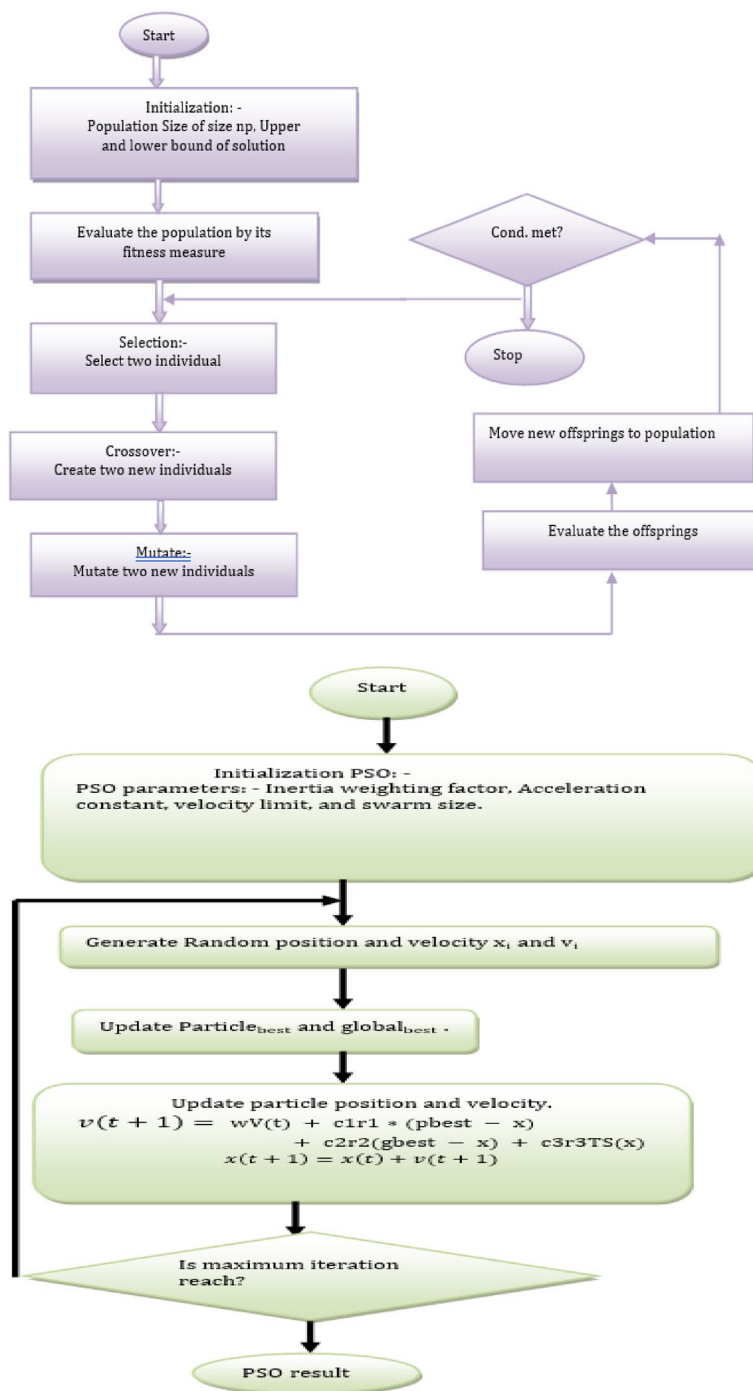 Start
Initialization: -
Population Size of size np, Upper
and lower bound of solution
Evaluate the population by its
fitness measure
Selection:-
Select two individual
Crossover:-
Create two new individuals
Mutate:-
Mutate two new individuals
Cond. met?
Stop
Move new offsprings to population
Evaluate the offsprings
Start
Initialization PSO: -
PSO parameters: - Inertia weighting factor, Acceleration
constant, velocity limit, and swarm size.
Generate Random position and velocity xᵢ and vᵢ
Update Particle_best and global_best .
Update particle position and velocity.
v(t + 1) = wV(t) + c1r1 * (pbest − x)
+ c2r2(gbest − x) + c3r3TS(x)
x(t + 1) = x(t) + v(t + 1)
Is maximum iteration
reach?
PSO result